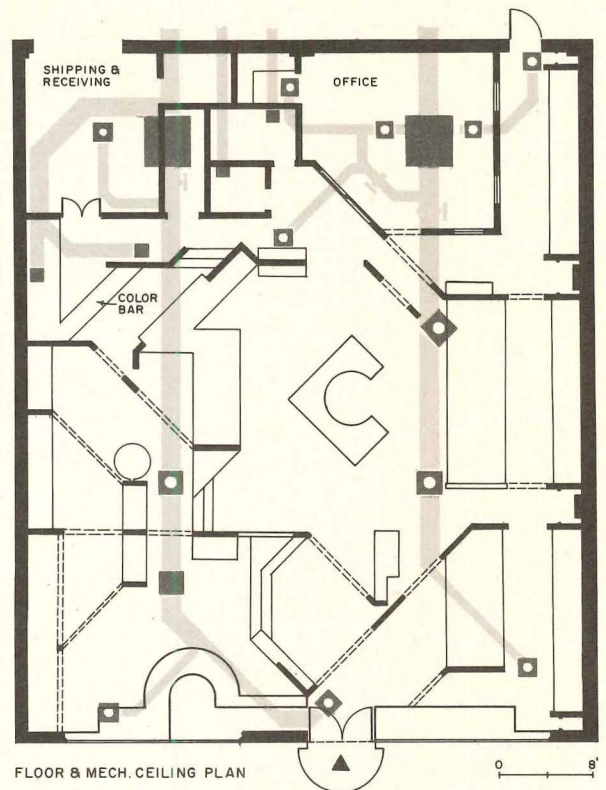 SHIPPING &
RECEIVING
OFFICE
COLOR
BAR
FLOOR & MECH. CEILING PLAN
0 8'